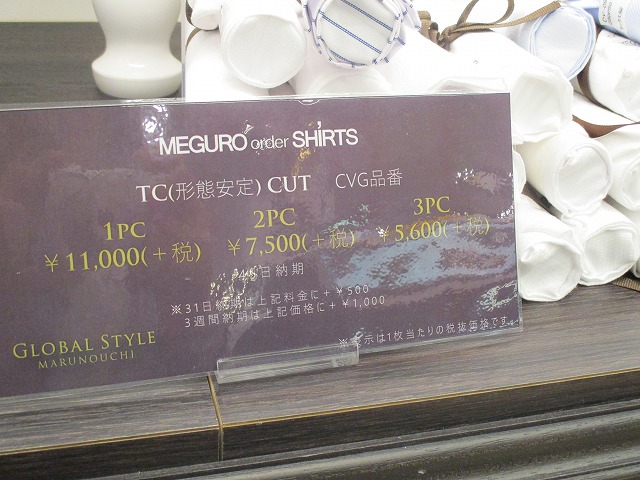 MEGURO order SHIRTS
TC(形態安定) CUT CVG品番
1PC 2PC 3PC
¥11,000(+税) ¥7,500(+税) ¥5,600(+税)
日納期
※31日納期は上記料金に+¥500
3週間納期は上記価格に+¥1,000
GLOBAL STYLE
MARUNOUCHI
※表示は1枚当たりの税抜価格です